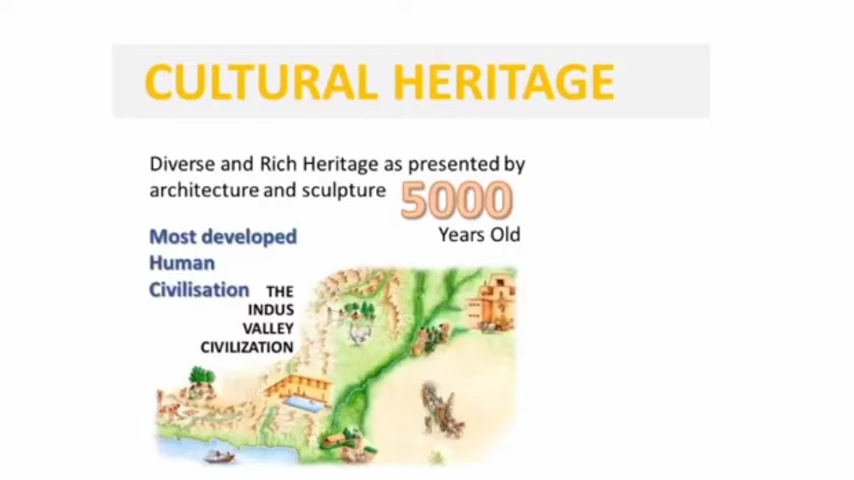 CULTURAL HERITAGE
Diverse and Rich Heritage as presented by
architecture and sculpture 5000
Years Old
Most developed
Human
Civilisation THE
INDUS
VALLEY
CIVILIZATION